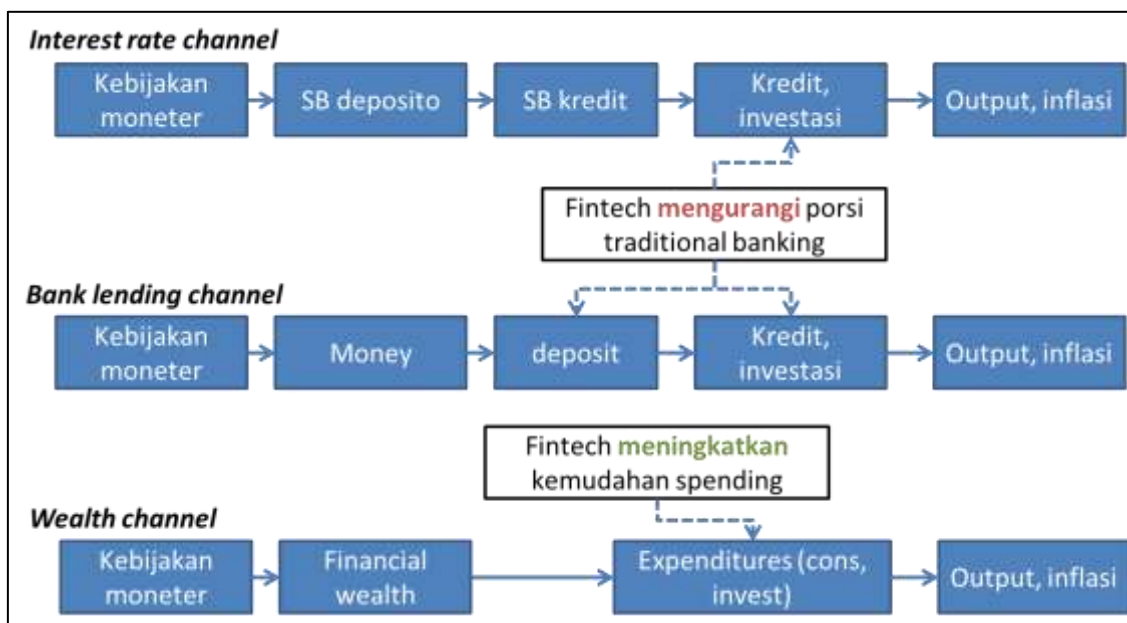 Interest rate channel
Kebijakan
moneter
SB deposito
SB kredit
Kredit,
investasi
Output, inflasi
Fintech mengurangi porsi
traditional banking
Bank lending channel
Kebijakan
moneter
Money
deposit
Kredit,
investasi
Output, inflasi
Fintech meningkatkan
kemudahan spending
Wealth channel
Kebijakan
moneter
Financial
wealth
Expenditures (cons,
invest)
Output, inflasi